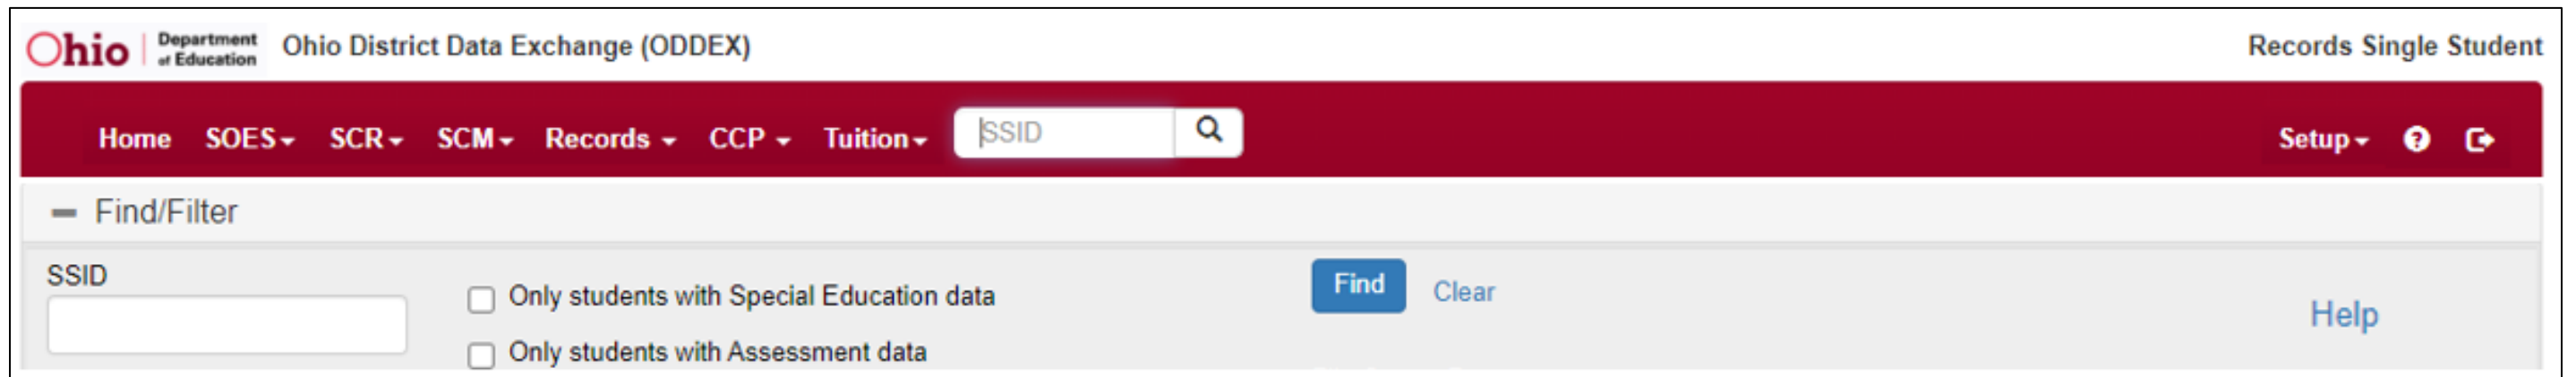 Ohio Department of Education Ohio District Data Exchange (ODDEX) Records Single Student
Home SOES SCR SCM Records CCP Tuition SSID Setup ?
Find/Filter
SSID
Only students with Special Education data Find Clear
Help
Only students with Assessment data